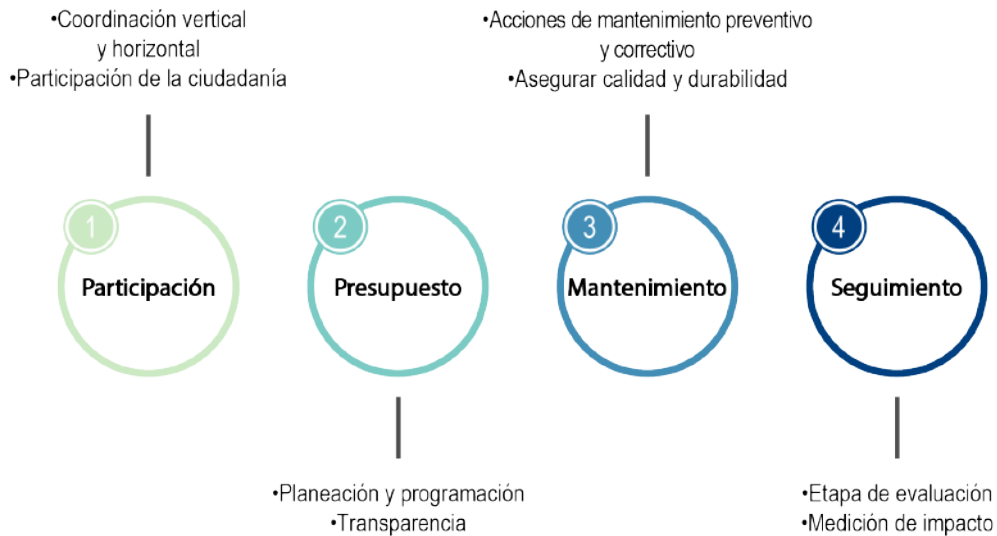 •Coordinación vertical
y horizontal
•Participación de la ciudadanía
•Acciones de mantenimiento preventivo
y correctivo
•Asegurar calidad y durabilidad
1
Participación
2
Presupuesto
3
Mantenimiento
4
Seguimiento
•Planeación y programación
•Transparencia
•Etapa de evaluación
•Medición de impacto